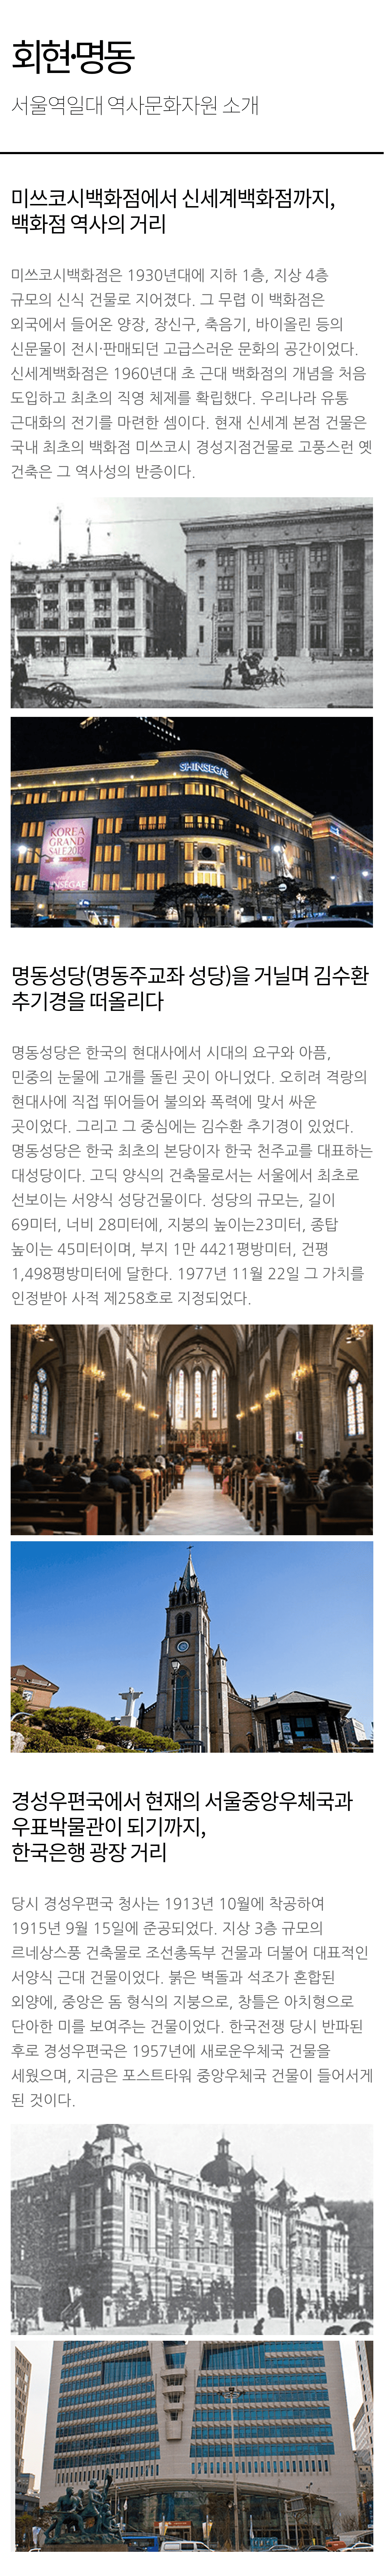 회현·명동
서울역일대 역사문화자원 소개
미쓰코시백화점에서 신세계백화점까지,
백화점 역사의 거리
미쓰코시백화점은 1930년대에 지하 1층, 지상 4층
규모의 신식 건물로 지어졌다. 그 무렵 이 백화점은
외국에서 들어온 양장, 장신구, 축음기, 바이올린 등의
신문물이 전시·판매되던 고급스러운 문화의 공간이었다.
신세계백화점은 1960년대 초 근대 백화점의 개념을 처음
도입하고 최초의 직영 체제를 확립했다. 우리나라 유통
근대화의 전기를 마련한 셈이다. 현재 신세계 본점 건물은
국내 최초의 백화점 미쓰코시 경성지점건물로 고풍스런 옛
건축은 그 역사성의 반증이다.
SHINSEGAE
KOREA
GRAND
SALE 2012
NSEGAE
명동성당(명동주교좌 성당)을 거닐며 김수환
추기경을 떠올리다
명동성당은 한국의 현대사에서 시대의 요구와 아픔,
민중의 눈물에 고개를 돌린 곳이 아니었다. 오히려 격랑의
현대사에 직접 뛰어들어 불의와 폭력에 맞서 싸운
곳이었다. 그리고 그 중심에는 김수환 추기경이 있었다.
명동성당은 한국 최초의 본당이자 한국 천주교를 대표하는
대성당이다. 고딕 양식의 건축물로서는 서울에서 최초로
선보이는 서양식 성당건물이다. 성당의 규모는, 길이
69미터, 너비 28미터에, 지붕의 높이는23미터, 종탑
높이는 45미터이며, 부지 1만 4421평방미터, 건평
1,498평방미터에 달한다. 1977년 11월 22일 그 가치를
인정받아 사적 제258호로 지정되었다.
경성우편국에서 현재의 서울중앙우체국과
우표박물관이 되기까지,
한국은행 광장 거리
당시 경성우편국 청사는 1913년 10월에 착공하여
1915년 9월 15일에 준공되었다. 지상 3층 규모의
르네상스풍 건축물로 조선총독부 건물과 더불어 대표적인
서양식 근대 건물이었다. 붉은 벽돌과 석조가 혼합된
외양에, 중앙은 돔 형식의 지붕으로, 창틀은 아치형으로
단아한 미를 보여주는 건물이었다. 한국전쟁 당시 반파된
후로 경성우편국은 1957년에 새로운우체국 건물을
세웠으며, 지금은 포스트타워 중앙우체국 건물이 들어서게
된 것이다.